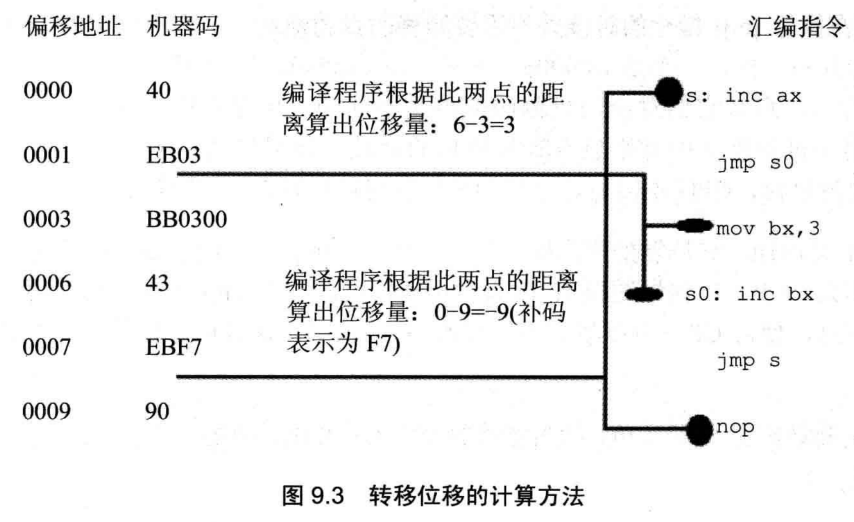 偏移地址 机器码 汇编指令
0000 40 s: inc ax
编译程序根据此两点的距
离算出位移量：6-3=3
0001 EB03 jmp s0
0003 BB0300 mov bx,3
0006 43 s0: inc bx
编译程序根据此两点的距离
算出位移量：0-9=-9(补码
表示为 F7)
0007 EBF7 jmp s
0009 90 nop
图 9.3 转移位移的计算方法